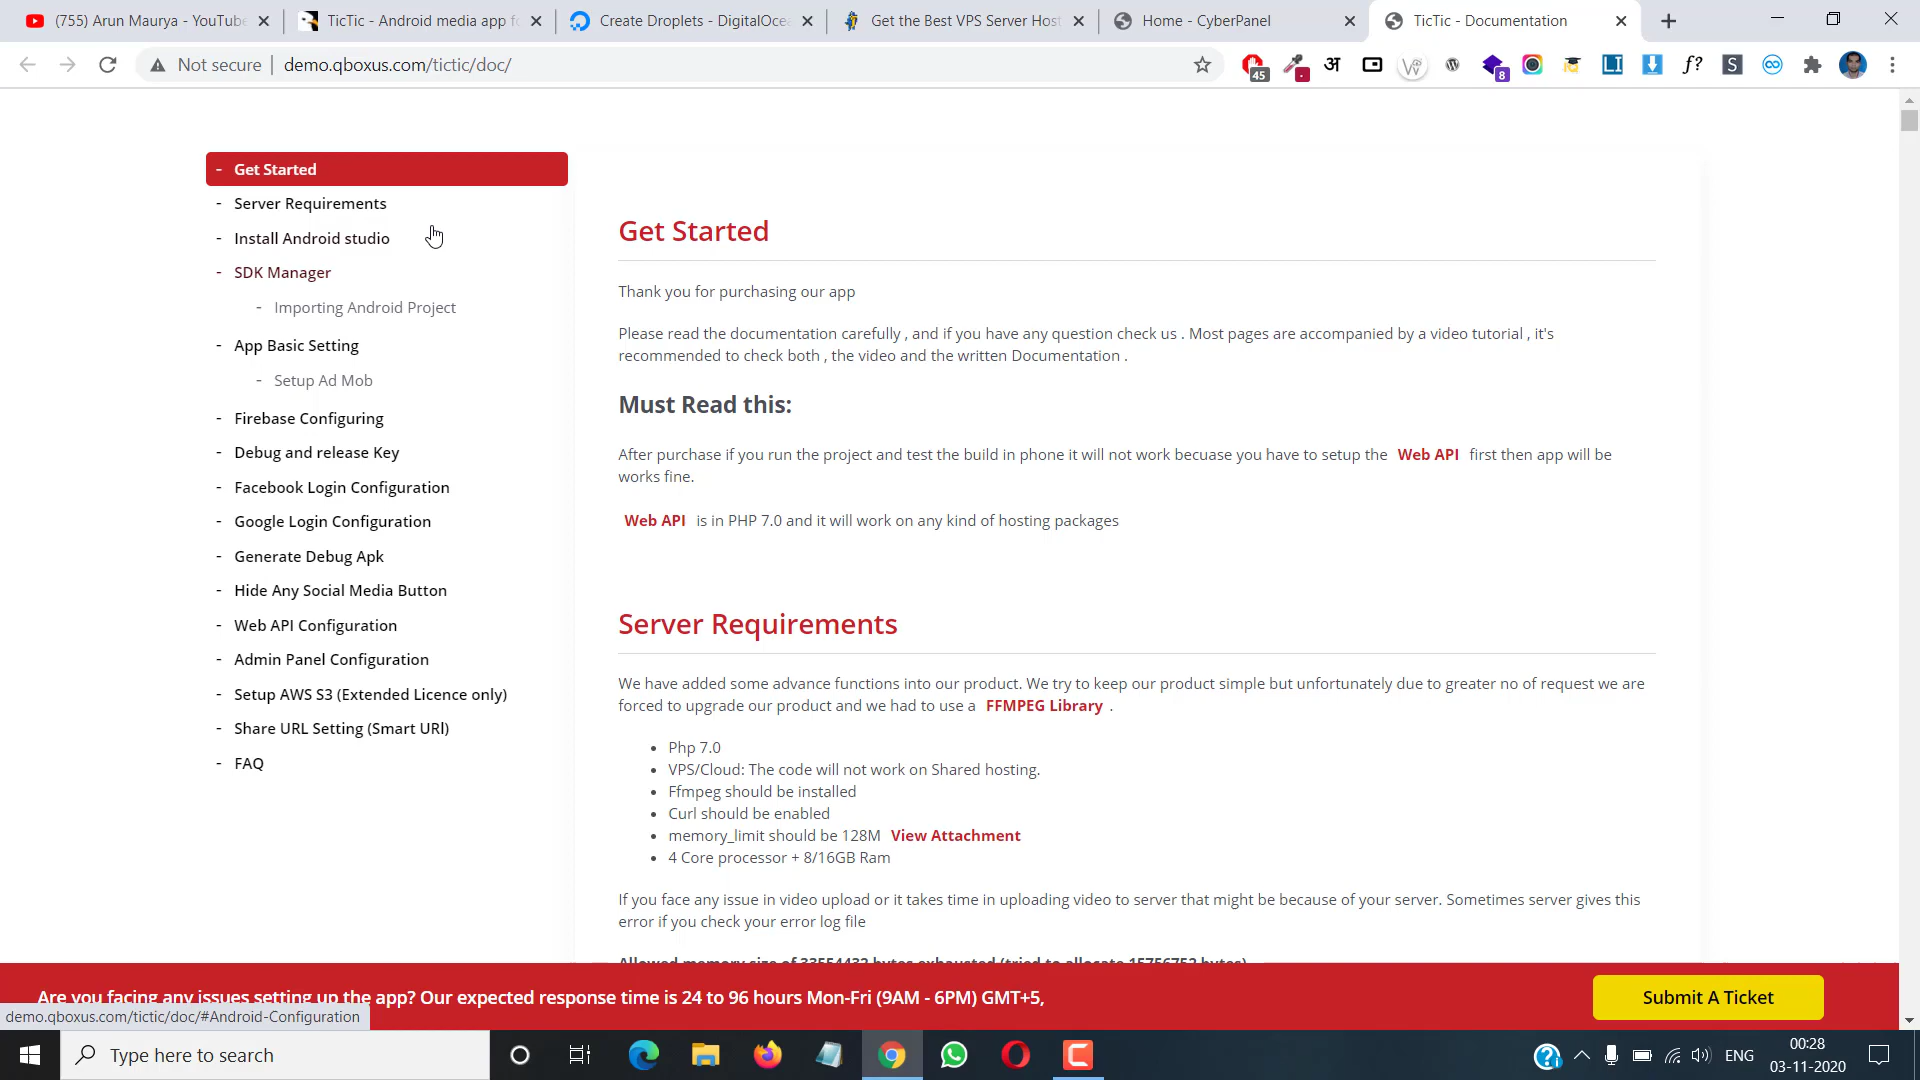 (755) Arun Maurya - YouTube
TicTic - Android media app f
Create Droplets - DigitalOce
Get the Best VPS Server Host
Home - CyberPanel
TicTic - Documentation
Not secure
demo.qboxus.com/tictic/doc/
45
अ
8
LI
f?
S
- Get Started
- Server Requirements
- Install Android studio
- SDK Manager
- Importing Android Project
- App Basic Setting
- Setup Ad Mob
- Firebase Configuring
- Debug and release Key
- Facebook Login Configuration
- Google Login Configuration
- Generate Debug Apk
- Hide Any Social Media Button
- Web API Configuration
- Admin Panel Configuration
- Setup AWS S3 (Extended Licence only)
- Share URL Setting (Smart URl)
- FAQ
Get Started
Thank you for purchasing our app
Please read the documentation carefully , and if you have any question check us . Most pages are accompanied by a video tutorial , it's
recommended to check both , the video and the written Documentation .
Must Read this:
After purchase if you run the project and test the build in phone it will not work becuase you have to setup the Web API first then app will be
works fine.
Web API is in PHP 7.0 and it will work on any kind of hosting packages
Server Requirements
We have added some advance functions into our product. We try to keep our product simple but unfortunately due to greater no of request we are
forced to upgrade our product and we had to use a FFMPEG Library .
• Php 7.0
• VPS/Cloud: The code will not work on Shared hosting.
• Ffmpeg should be installed
• Curl should be enabled
• memory_limit should be 128M View Attachment
• 4 Core processor + 8/16GB Ram
If you face any issue in video upload or it takes time in uploading video to server that might be because of your server. Sometimes server gives this
error if you check your error log file
Allowed memory size of 33554432 bytes exhausted (tried to allocate 15756752 bytes)
Are you facing any issues setting up the app? Our expected response time is 24 to 96 hours Mon-Fri (9AM - 6PM) GMT+5,
Submit A Ticket
demo.qboxus.com/tictic/doc/#Android-Configuration
Type here to search
ENG
00:28
03-11-2020